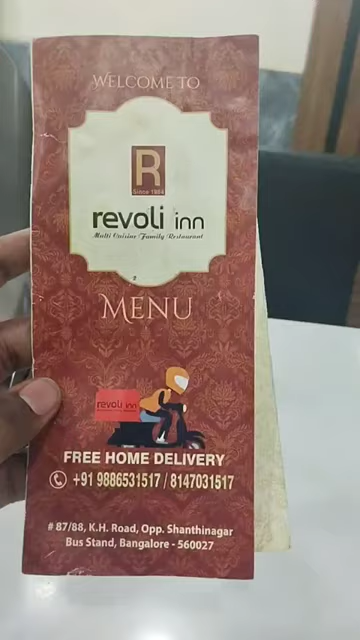 WELCOME TO
R
Since 1984
revoli inn
Multi Cuisine Family Restaurant
MENU
revoli inn
FREE HOME DELIVERY
+91 9886531517 / 8147031517
# 87/88, K.H. Road, Opp. Shanthinagar
Bus Stand, Bangalore - 560027